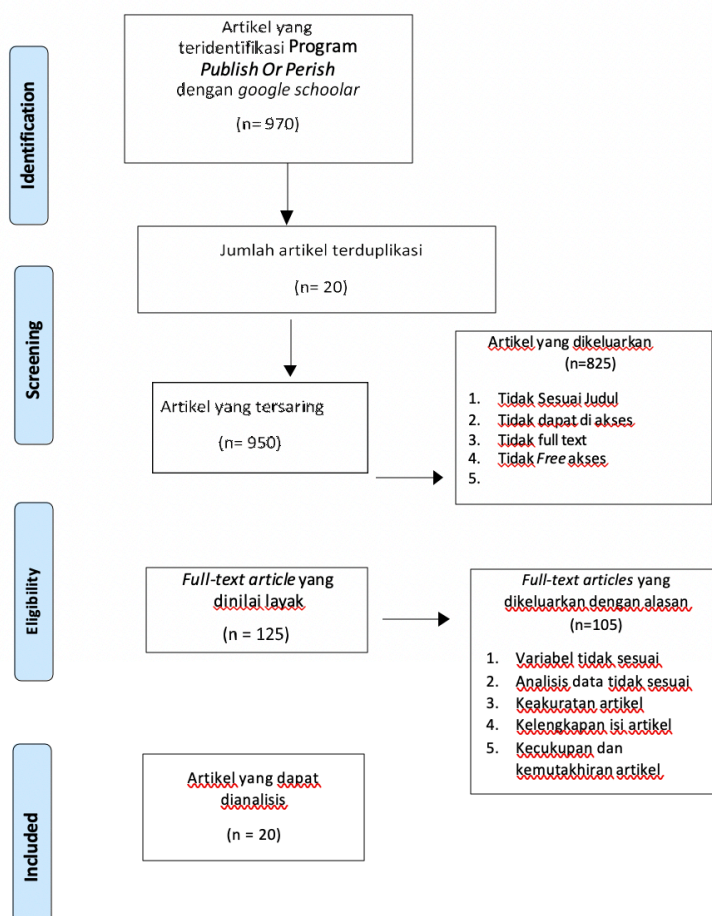 Identification
Artikel yang
teridentifikasi Program
Publish Or Perish
dengan google schoolar
(n= 970)
Jumlah artikel terduplikasi
(n= 20)
Screening
Artikel yang tersaring
(n= 950)
Artikel yang dikeluarkan
(n=825)
1. Tidak Sesuai Judul
2. Tidak dapat di akses
3. Tidak full text
4. Tidak Free akses
5.
Eligibility
Full-text article yang
dinilai layak
(n = 125)
Full-text articles yang
dikeluarkan dengan alasan
(n=105)
1. Variabel tidak sesuai
2. Analisis data tidak sesuai
3. Keakuratan artikel
4. Kelengkapan isi artikel
5. Kecukupan dan
kemutakhiran artikel
Included
Artikel yang dapat
dianalisis
(n = 20)